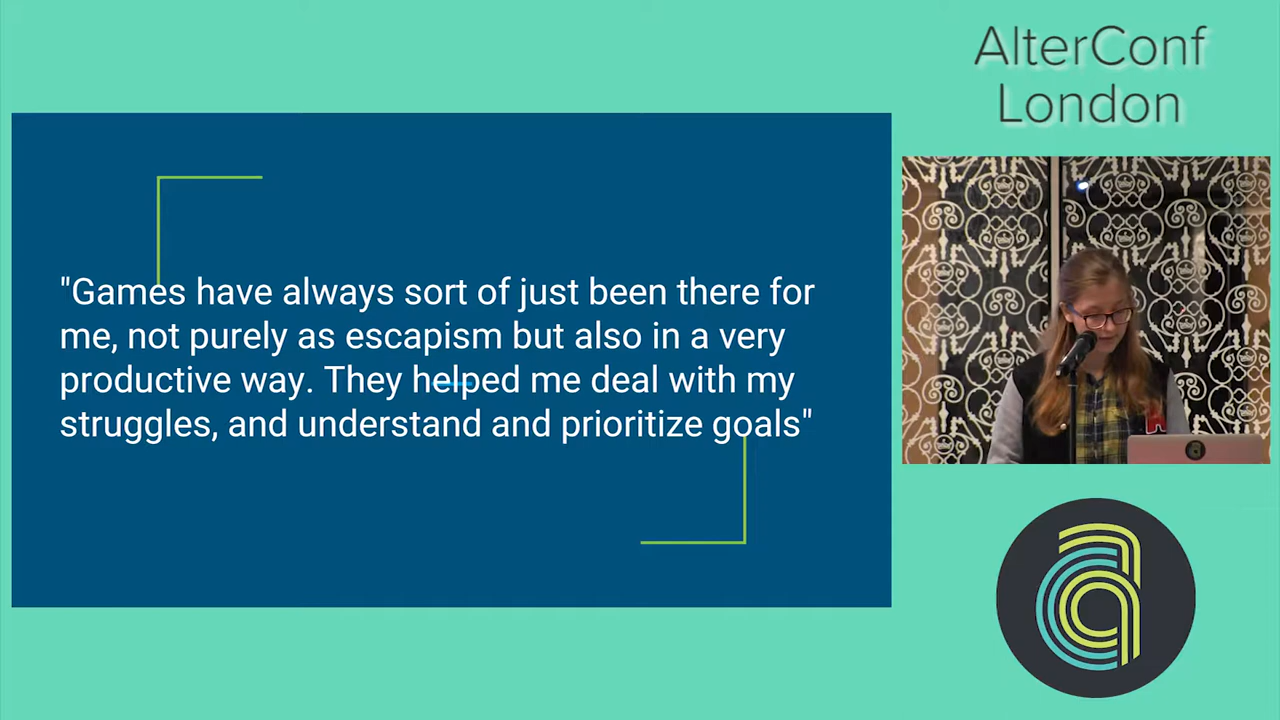 AlterConf
London
"Games have always sort of just been there for
me, not purely as escapism but also in a very
productive way. They helped me deal with my
struggles, and understand and prioritize goals"